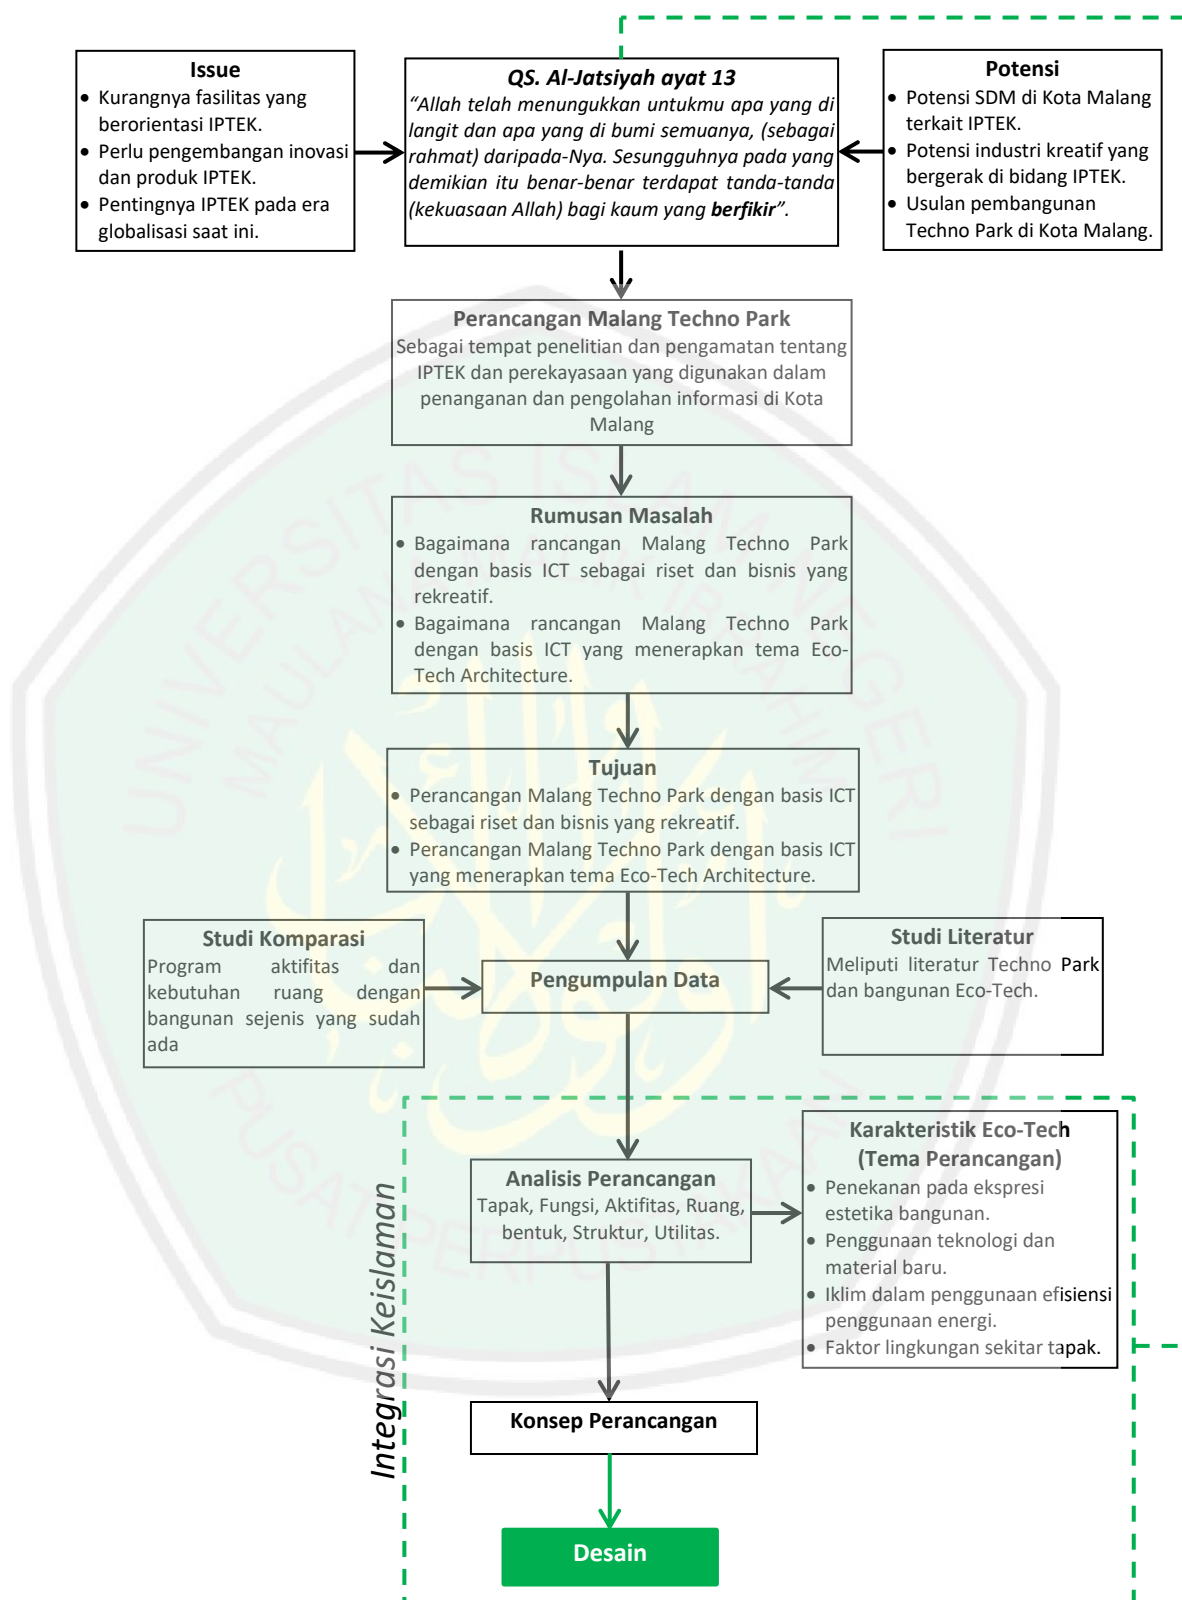 Issue
• Kurangnya fasilitas yang
berorientasi IPTEK.
• Perlu pengembangan inovasi
dan produk IPTEK.
• Pentingnya IPTEK pada era
globalisasi saat ini.
QS. Al-Jatsiyah ayat 13
“Allah telah menungukkan untukmu apa yang di
langit dan apa yang di bumi semuanya, (sebagai
rahmat) daripada-Nya. Sesungguhnya pada yang
demikian itu benar-benar terdapat tanda-tanda
(kekuasaan Allah) bagi kaum yang berfikir”.
Potensi
• Potensi SDM di Kota Malang
terkait IPTEK.
• Potensi industri kreatif yang
bergerak di bidang IPTEK.
• Usulan pembangunan
Techno Park di Kota Malang.
Perancangan Malang Techno Park
Sebagai tempat penelitian dan pengamatan tentang
IPTEK dan perekayasaan yang digunakan dalam
penanganan dan pengolahan informasi di Kota
Malang
Rumusan Masalah
• Bagaimana rancangan Malang Techno Park
dengan basis ICT sebagai riset dan bisnis yang
rekreatif.
• Bagaimana rancangan Malang Techno Park
dengan basis ICT yang menerapkan tema Eco-
Tech Architecture.
Tujuan
• Perancangan Malang Techno Park dengan basis ICT
sebagai riset dan bisnis yang rekreatif.
• Perancangan Malang Techno Park dengan basis ICT
yang menerapkan tema Eco-Tech Architecture.
Studi Komparasi
Program aktifitas dan
kebutuhan ruang dengan
bangunan sejenis yang sudah
ada
Pengumpulan Data
Studi Literatur
Meliputi literatur Techno Park
dan bangunan Eco-Tech.
Integrasi Keislaman
Analisis Perancangan
Tapak, Fungsi, Aktifitas, Ruang,
bentuk, Struktur, Utilitas.
Karakteristik Eco-Tech
(Tema Perancangan)
• Penekanan pada ekspresi
estetika bangunan.
• Penggunaan teknologi dan
material baru.
• Iklim dalam penggunaan efisiensi
penggunaan energi.
• Faktor lingkungan sekitar tapak.
Konsep Perancangan
Desain
UNIVERSITAS ISLAM NEGERI
MAULANA MALIK IBRAHIM
PUSAT PERPUSTAKAAN